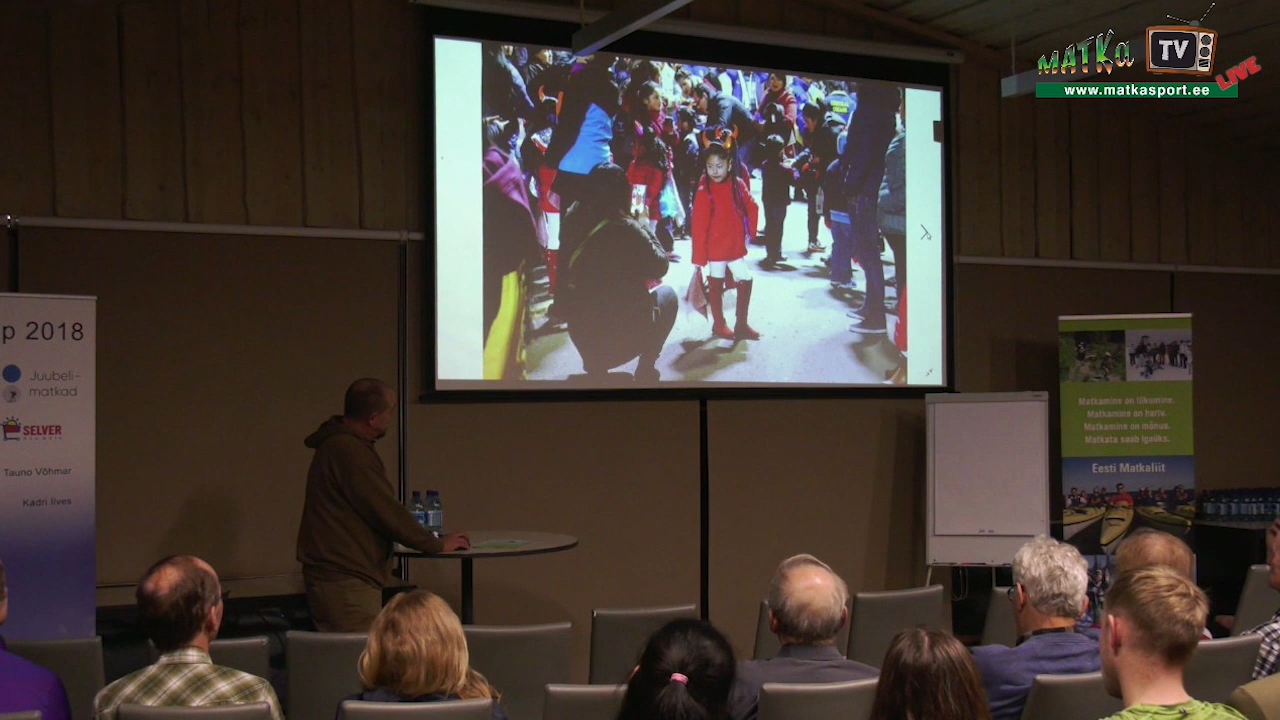 MATKa
TV
LIVE
www.matkasport.ee
p 2018
Juubeli-
matkad
SELVER
Tauno Võhmar
Kadri Ilves
Matkamine on liikumine.
Matkamine on hariv.
Matkamine on mõnus.
Matkata saab igaüks.
Eesti Matkaliit